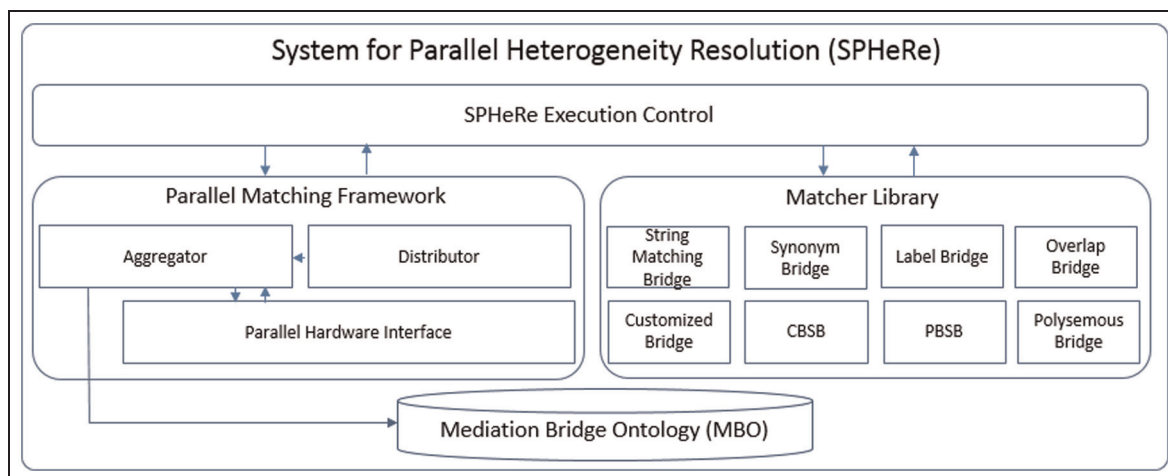 System for Parallel Heterogeneity Resolution (SPHeRe)
SPHeRe Execution Control
Parallel Matching Framework
Aggregator
Distributor
Parallel Hardware Interface
Matcher Library
String
Matching
Bridge
Synonym
Bridge
Label Bridge
Overlap
Bridge
Customized
Bridge
CBSB
PBSB
Polysemous
Bridge
Mediation Bridge Ontology (MBO)